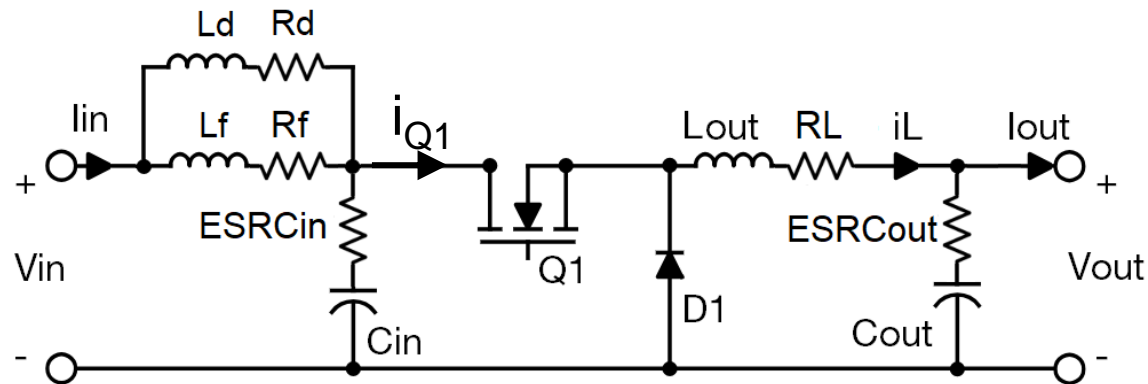 Ld Rd
Iin Lf Rf iQ1 Lout RL iL Iout
+ +
ESRCin ESRCout
Vin Q1 Vout
D1
Cin Cout
- -